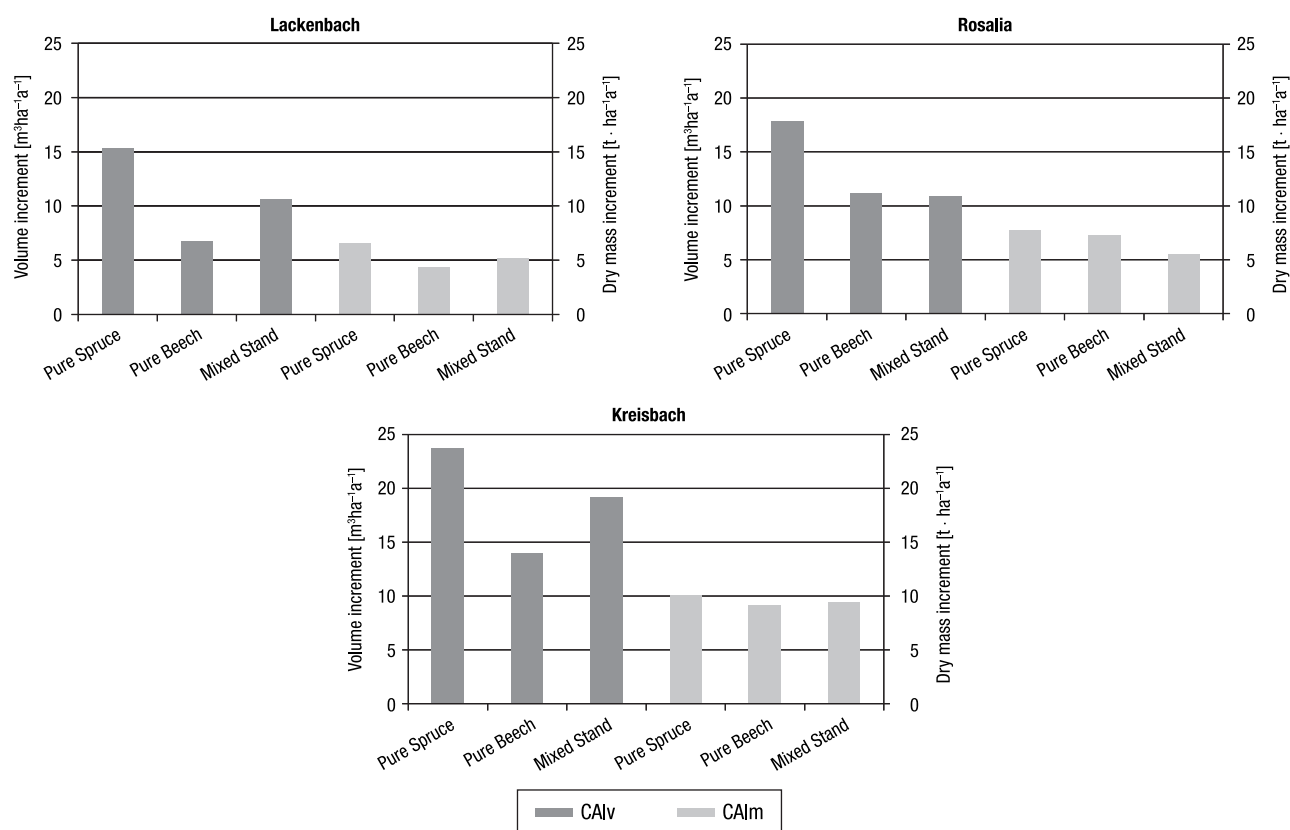 Lackenbach
Volume increment [m³ha⁻¹a⁻¹]
25
20
15
10
5
0
25
20
15
10
5
0
Dry mass increment [t · ha⁻¹a⁻¹]
Pure Spruce
Pure Beech
Mixed Stand
Pure Spruce
Pure Beech
Mixed Stand
Rosalia
Volume increment [m³ha⁻¹a⁻¹]
25
20
15
10
5
0
25
20
15
10
5
0
Dry mass increment [t · ha⁻¹a⁻¹]
Pure Spruce
Pure Beech
Mixed Stand
Pure Spruce
Pure Beech
Mixed Stand
Kreisbach
Volume increment [m³ha⁻¹a⁻¹]
25
20
15
10
5
0
25
20
15
10
5
0
Dry mass increment [t · ha⁻¹a⁻¹]
Pure Spruce
Pure Beech
Mixed Stand
Pure Spruce
Pure Beech
Mixed Stand
CAIv CAIm